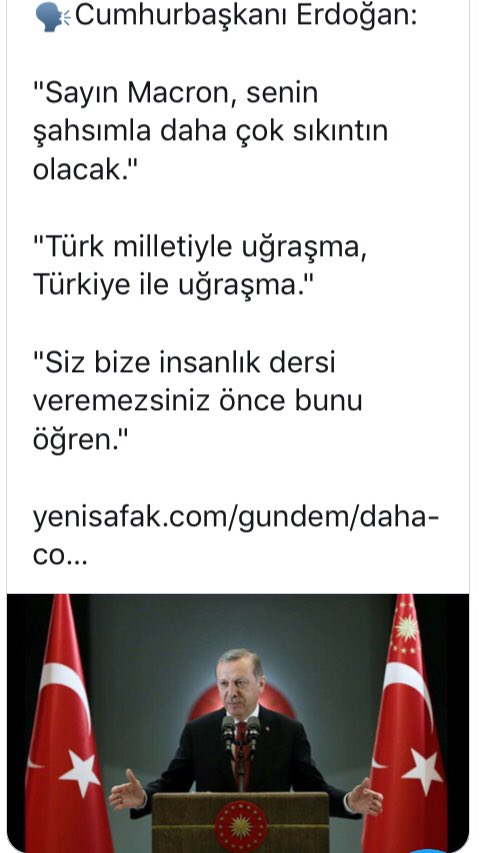 🗣Cumhurbaşkanı Erdoğan:
"Sayın Macron, senin
şahsımla daha çok sıkıntın
olacak."
"Türk milletiyle uğraşma,
Türkiye ile uğraşma."
"Siz bize insanlık dersi
veremezsiniz önce bunu
öğren."
yenisafak.com/gundem/daha-
co...